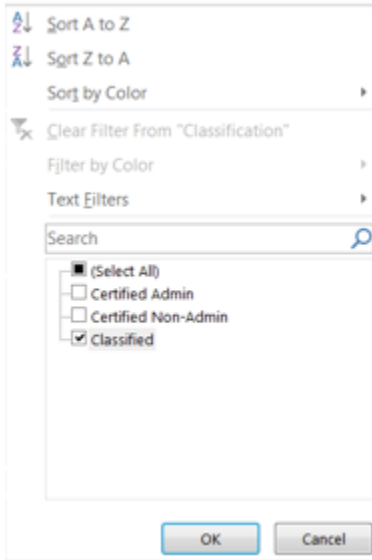 Sort A to Z
Sort Z to A
Sort by Color
Clear Filter From "Classification"
Filter by Color
Text Filters
Search
(Select All)
Certified Admin
Certified Non-Admin
Classified
OK
Cancel